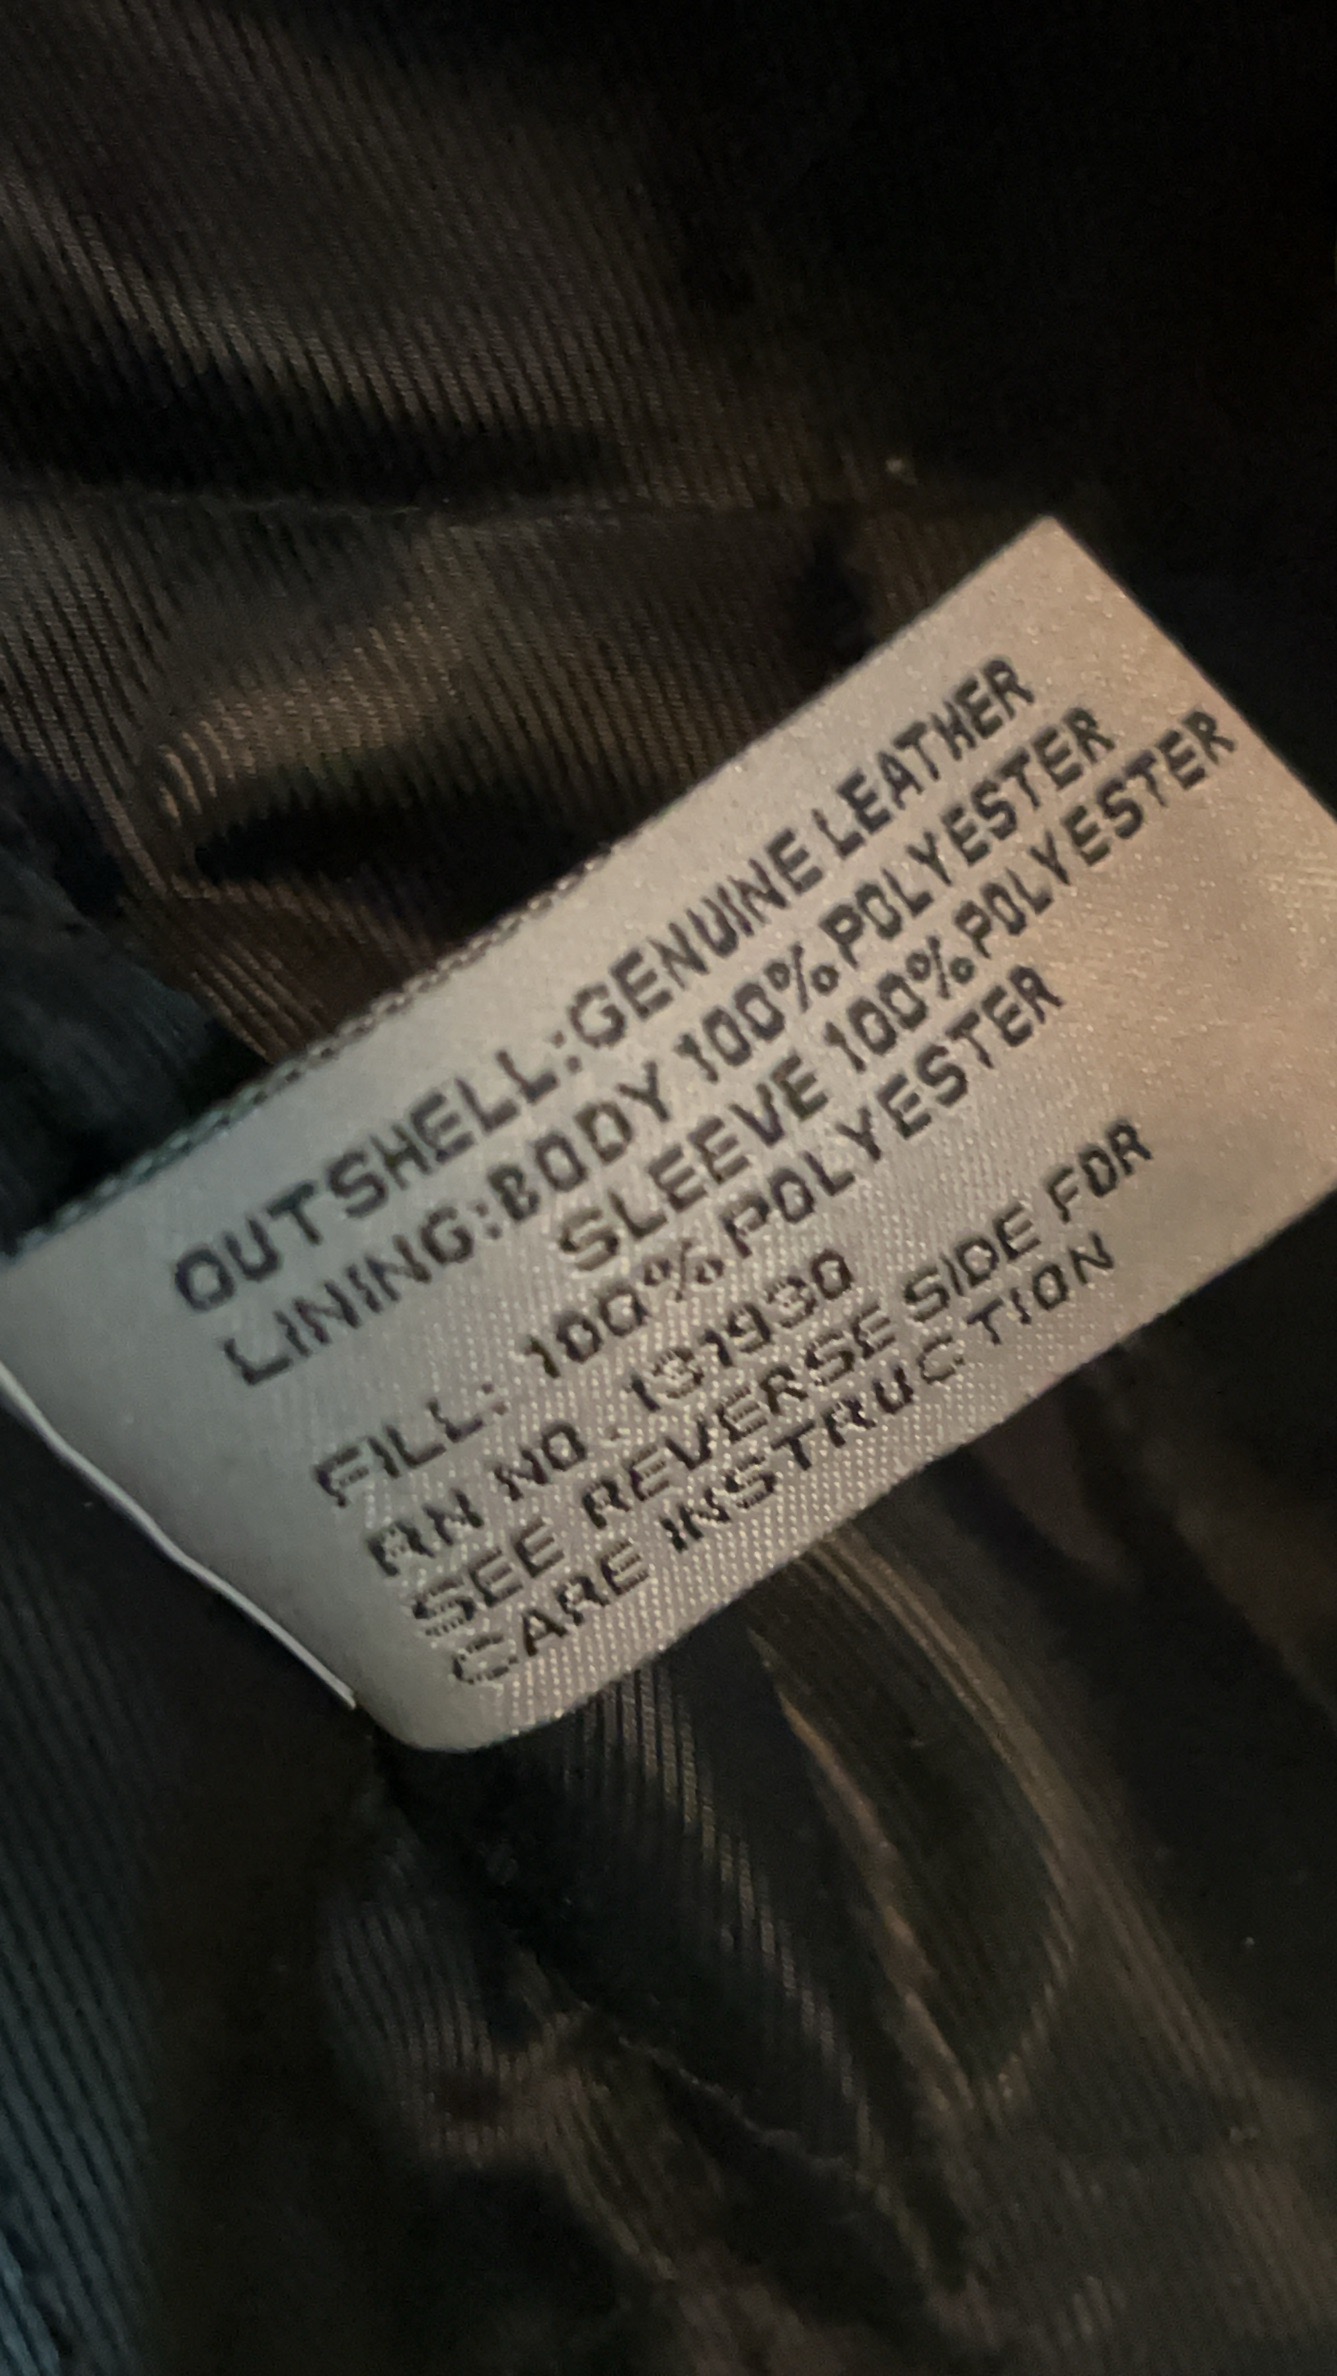 OUTSHELL:GENUINE LEATHER
LINING:BODY 100% POLYESTER
SLEEVE 100% POLYESTER
FILL: 100% POLYESTER
RN NO. 131930
SEE REVERSE SIDE FOR
CARE INSTRUCTION